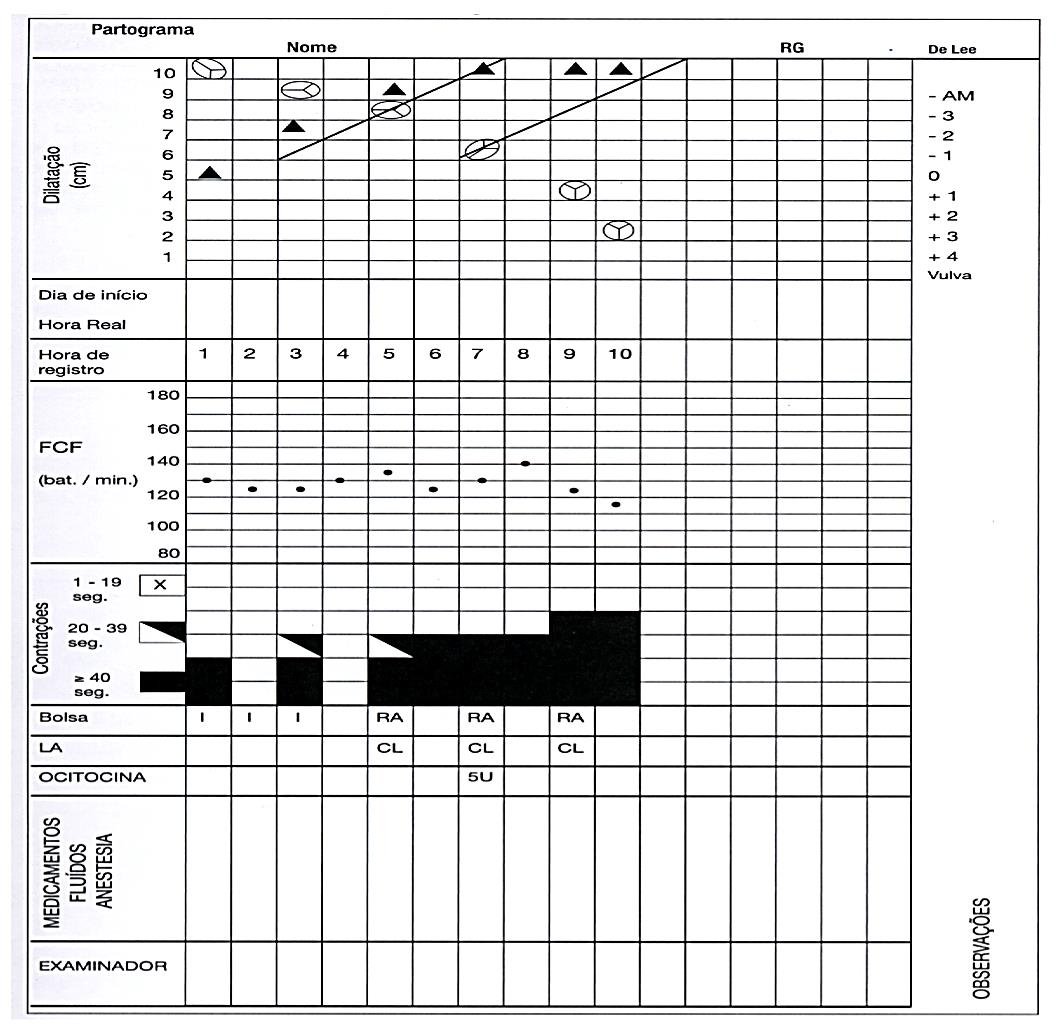 Partograma
Nome RG - De Lee
Dilatação
(cm)
10
9 - AM
8 - 3
7 - 2
6 - 1
5 0
4 + 1
3 + 2
2 + 3
1 + 4
Vulva
Dia de início
Hora Real
Hora de
registro
1 2 3 4 5 6 7 8 9 10
FCF
(bat. / min.)
180
160
140
120
100
80
Contrações
1 - 19
seg.
X
20 - 39
seg.
≥ 40
seg.
Bolsa I I I RA RA RA
LA CL CL CL
OCITOCINA 5U
MEDICAMENTOS
FLUÍDOS
ANESTESIA
EXAMINADOR
OBSERVAÇÕES